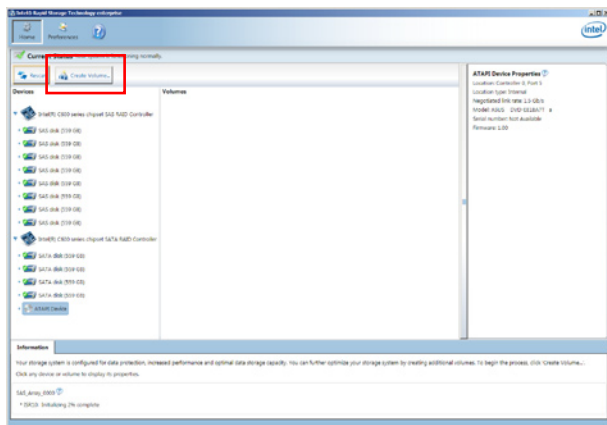 Intel® Rapid Storage Technology enterprise
Home
Preferences
intel
Current Status
normally.
Rescan
Create Volume...
Devices
Volumes
Intel(R) C600 series chipset SAS RAID Controller
SAS disk (559 GB)
SAS disk (559 GB)
SAS disk (559 GB)
SAS disk (559 GB)
SAS disk (559 GB)
SAS disk (559 GB)
SAS disk (559 GB)
SAS disk (559 GB)
Intel(R) C600 series chipset SATA RAID Controller
SATA disk (559 GB)
SATA disk (559 GB)
SATA disk (559 GB)
SATA disk (559 GB)
ATAPI Device
ATAPI Device Properties
Location: Controller 2, Port 5
Location type: Internal
Negotiated link rate: 1.5 Gb/s
Model: ASUS DVD-E818A7T a
Serial number: Not available
Firmware: 1.00
Information
Your storage system is configured for data protection, increased performance and optimal data storage capacity. You can further optimize your storage system by creating additional volumes. To begin the process, click 'Create Volume...
Click any device or volume to display its properties.
SAS_Array_0000
Initializing 2% complete